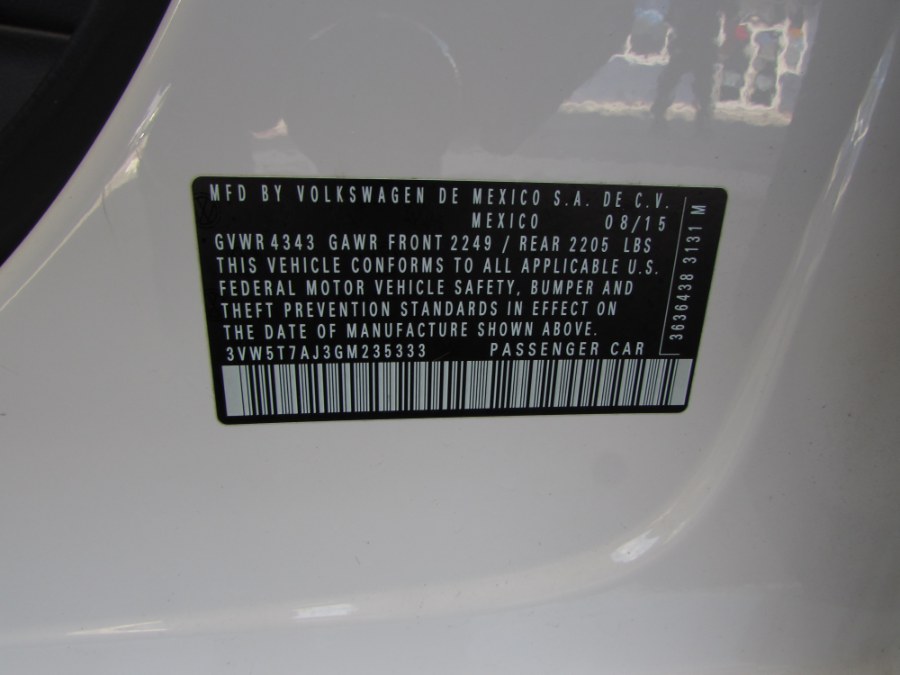 MFD BY VOLKSWAGEN DE MEXICO S.A. DE C.V.
MEXICO 08/15
GVWR 4343 GAWR FRONT 2249 / REAR 2205 LBS
THIS VEHICLE CONFORMS TO ALL APPLICABLE U.S.
FEDERAL MOTOR VEHICLE SAFETY, BUMPER AND
THEFT PREVENTION STANDARDS IN EFFECT ON
THE DATE OF MANUFACTURE SHOWN ABOVE.
3VW5T7AJ3GM235333 PASSENGER CAR
3636438 3131 M